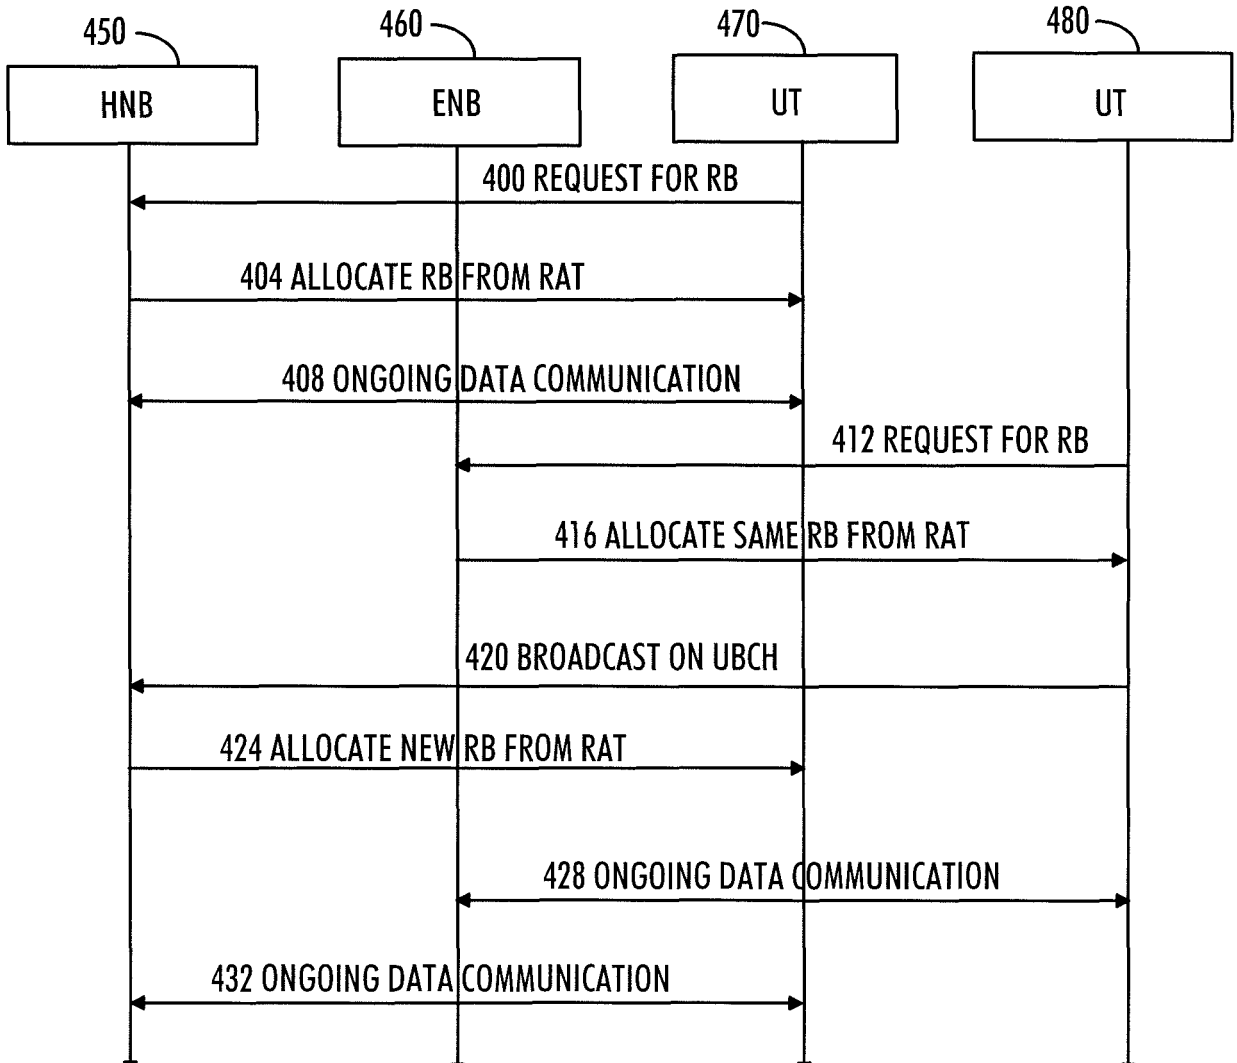 450
460
470
480
HNB
ENB
UT
UT
400 REQUEST FOR RB
404 ALLOCATE RB FROM RAT
408 ONGOING DATA COMMUNICATION
412 REQUEST FOR RB
416 ALLOCATE SAME RB FROM RAT
420 BROADCAST ON UBCH
424 ALLOCATE NEW RB FROM RAT
428 ONGOING DATA COMMUNICATION
432 ONGOING DATA COMMUNICATION